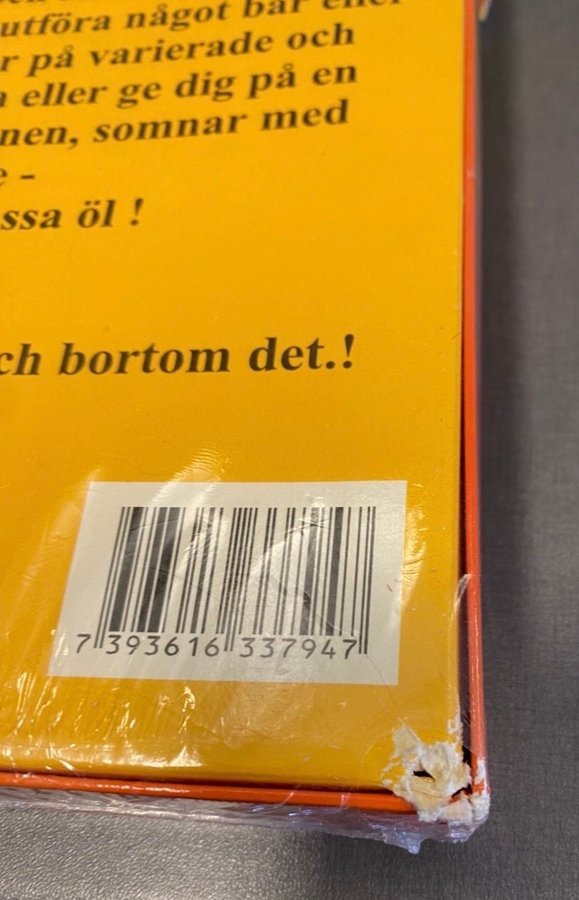 utföra något bar eller
r på varierade och
eller ge dig på en
nen, somnar med
e -
ssa öl !
ch bortom det.!
7 393616 337947